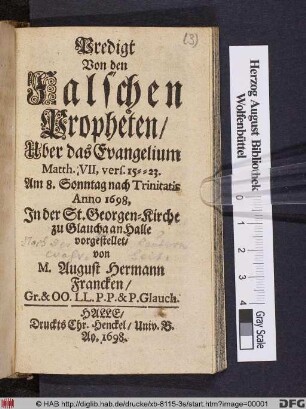 (3)
Predigt
Von den
Falschen
Propheten/
Uber das Evangelium
Matth. VII, vers. 15--23.
Am 8. Sonntag nach Trinitatis
Anno 1698,
In der St. Georgen-Kirche
zu Glaucha an Halle
vorgestellet/
von
M. August Hermann
Francken/
Gr. & OO. LL. P. P. & P. Glauch.
HALLE/
Druckts Chr. Henckel/ Univ. B.
Ao. 1698.
Herzog August Bibliothek
Wolfenbüttel
Gray Scale
© HAB http://diglib.hab.de/drucke/xb-8115-3s/start.htm?image=00001
DFG